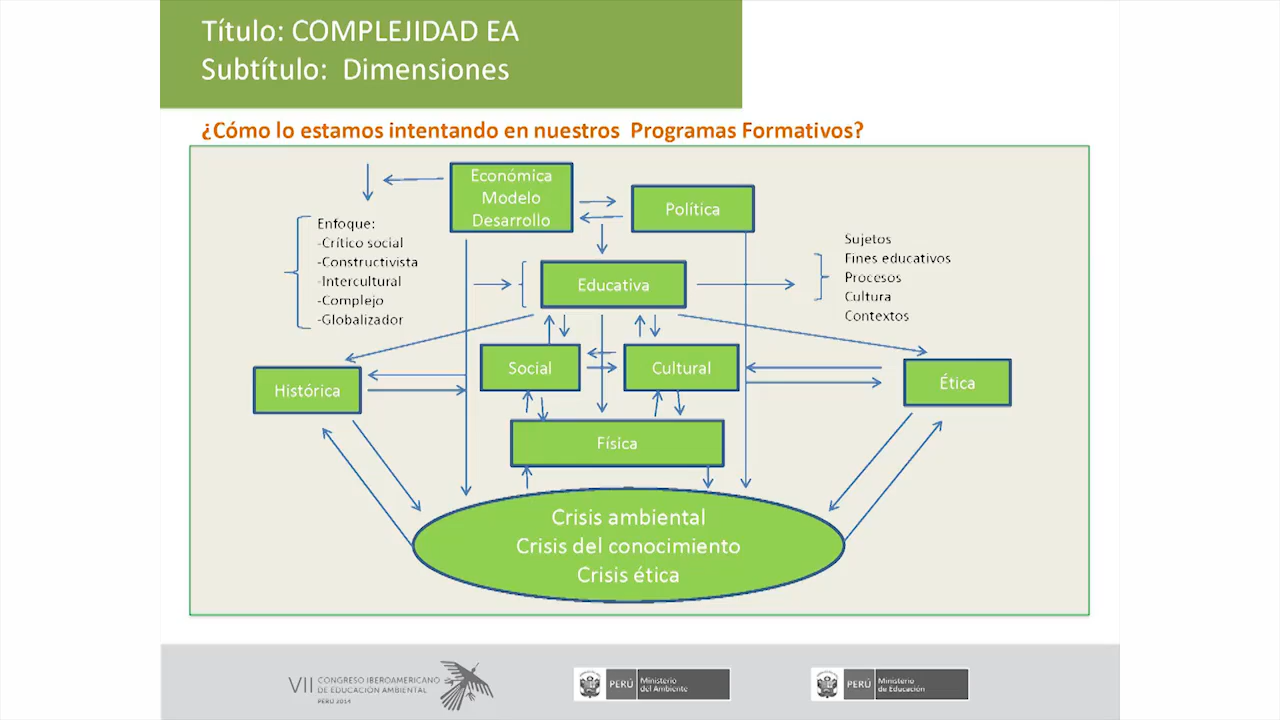 Título: COMPLEJIDAD EA
Subtítulo: Dimensiones
¿Cómo lo estamos intentando en nuestros Programas Formativos?
Económica
Modelo
Desarrollo
Política
Enfoque:
-Crítico social
-Constructivista
-Intercultural
-Complejo
-Globalizador
Educativa
Sujetos
Fines educativos
Procesos
Cultura
Contextos
Histórica
Social
Cultural
Ética
Física
Crisis ambiental
Crisis del conocimiento
Crisis ética
VII CONGRESO IBEROAMERICANO
DE EDUCACIÓN AMBIENTAL
PERÚ 2014
PERÚ
Ministerio
del Ambiente
PERÚ
Ministerio
de Educación